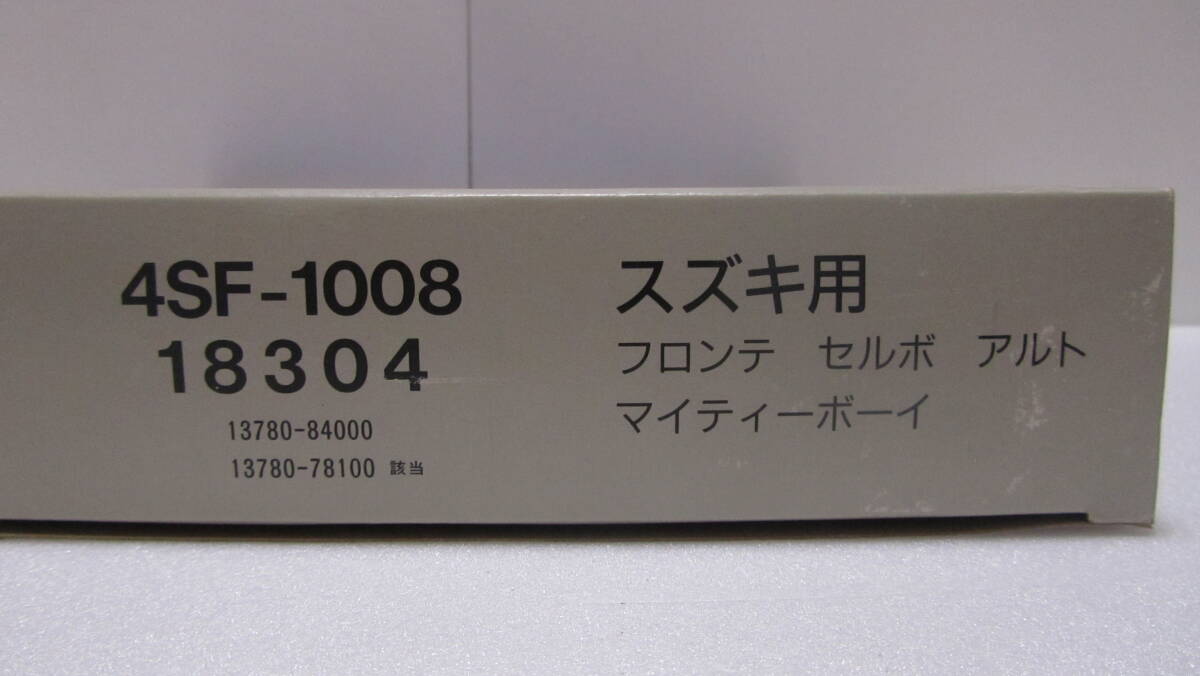 4SF-1008
18304
13780-84000
13780-78100 該当
スズキ用
フロンテ セルボ アルト
マイティーボーイ